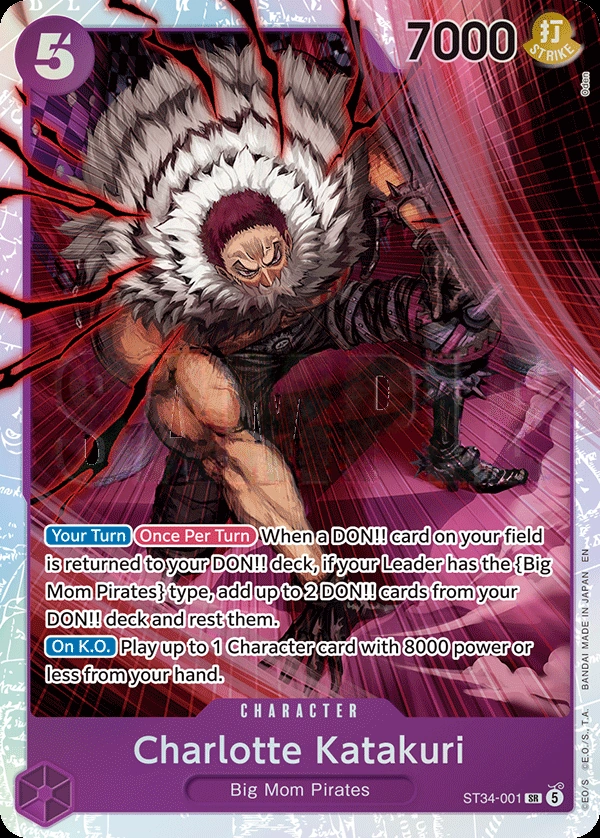 5
7000
打
STRIKE
Oden
Your Turn Once Per Turn When a DON!! card on your field
is returned to your DON!! deck, if your Leader has the {Big
Mom Pirates} type, add up to 2 DON!! cards from your
DON!! deck and rest them.
On K.O. Play up to 1 Character card with 8000 power or
less from your hand.
CHARACTER
Charlotte Katakuri
Big Mom Pirates
ST34-001 SR 5
©E.O/S ©E.O./S., T.A. BANDAI MADE IN JAPAN EN